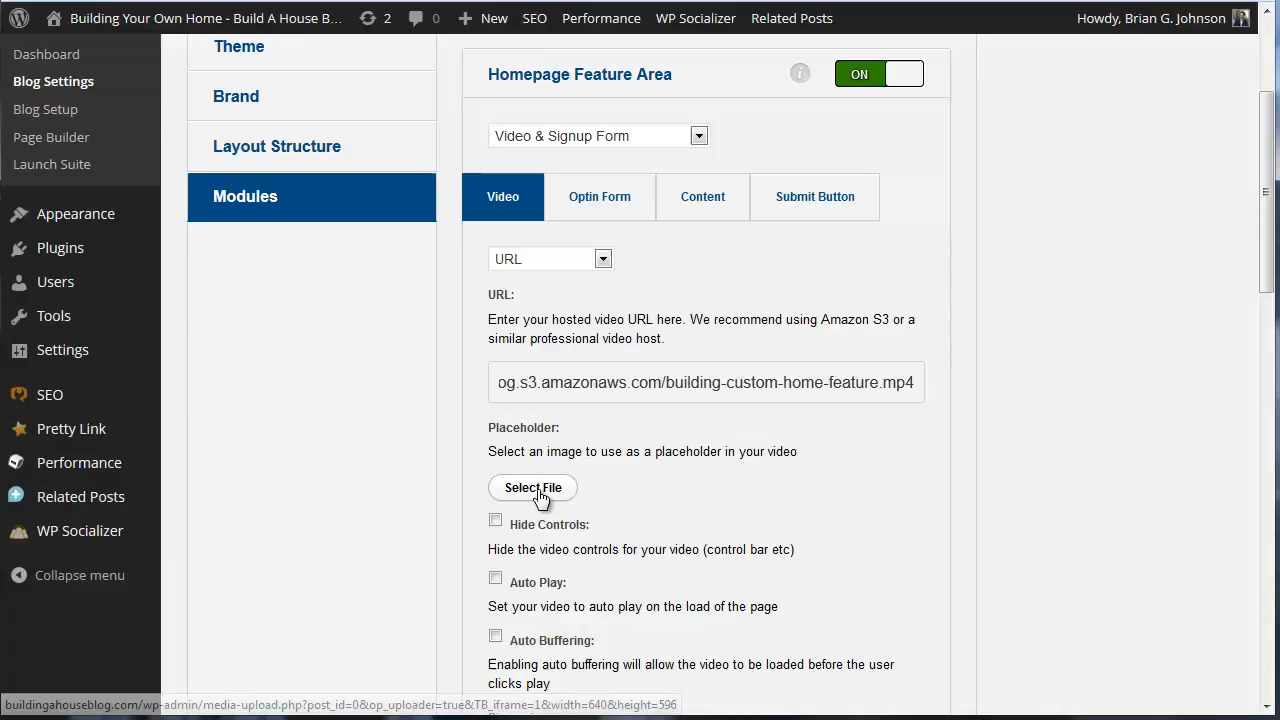 Building Your Own Home - Build A House B... 2 0 New SEO Performance WP Socializer Related Posts Howdy, Brian G. Johnson
Dashboard
Blog Settings
Blog Setup
Page Builder
Launch Suite
Appearance
Plugins
Users
Tools
Settings
SEO
Pretty Link
Performance
Related Posts
WP Socializer
Collapse menu
Theme
Brand
Layout Structure
Modules
Homepage Feature Area
i
ON
Video & Signup Form
Video Optin Form Content Submit Button
URL
URL:
Enter your hosted video URL here. We recommend using Amazon S3 or a
similar professional video host.
og.s3.amazonaws.com/building-custom-home-feature.mp4
Placeholder:
Select an image to use as a placeholder in your video
Select File
Hide Controls:
Hide the video controls for your video (control bar etc)
Auto Play:
Set your video to auto play on the load of the page
Auto Buffering:
Enabling auto buffering will allow the video to be loaded before the user
clicks play
buildingahouseblog.com/wp-admin/media-upload.php?post_id=0&op_uploader=true&TB_iframe=1&width=640&height=596